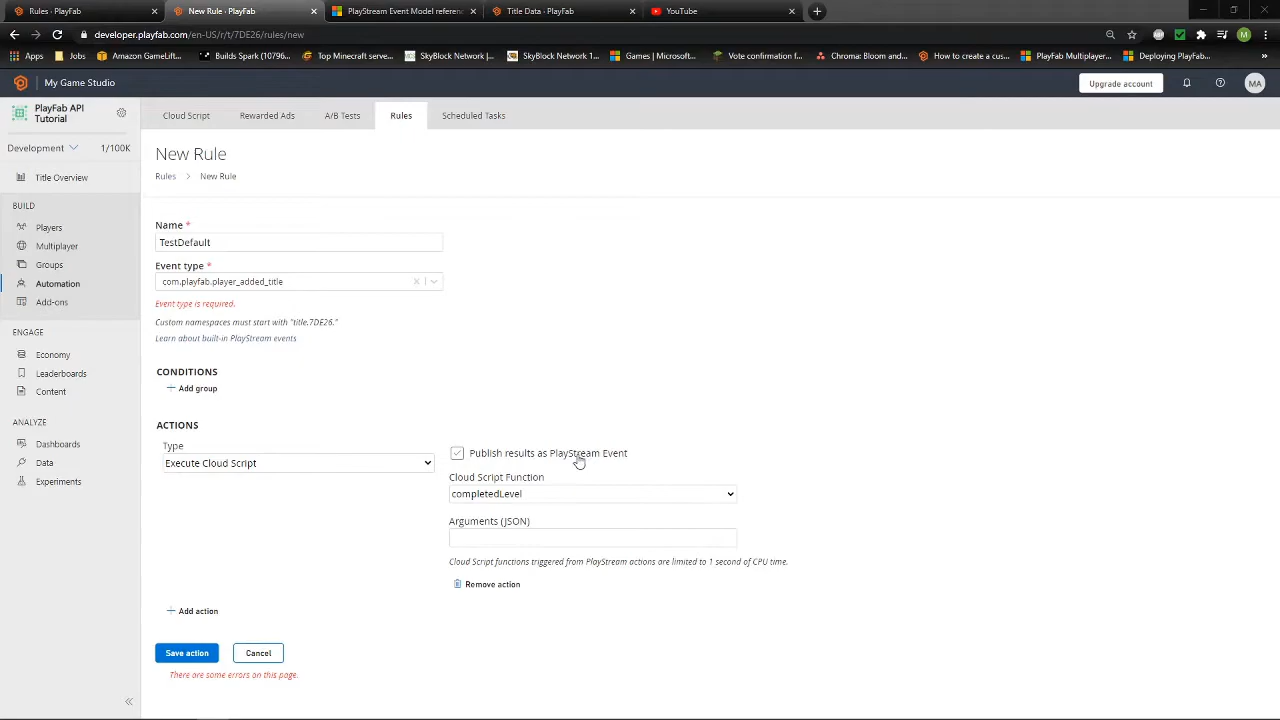 Rules · PlayFab
New Rule · PlayFab
PlayStream Event Model referenc
Title Data · PlayFab
YouTube
developer.playfab.com/en-US/r/t/7DE26/rules/new
Apps
Jobs
Amazon GameLift...
Builds Spark (10796...
Top Minecraft serve...
SkyBlock Network |...
SkyBlock Network 1...
Games | Microsoft...
Vote confirmation f...
Chroma: Bloom and...
How to create a cus...
PlayFab Multiplayer...
Deploying PlayFab...
My Game Studio
Upgrade account
MA
PlayFab API
Tutorial
Development
1/100K
Title Overview
BUILD
Players
Multiplayer
Groups
Automation
Add-ons
ENGAGE
Economy
Leaderboards
Content
ANALYZE
Dashboards
Data
Experiments
Cloud Script
Rewarded Ads
A/B Tests
Rules
Scheduled Tasks
New Rule
Rules > New Rule
Name *
TestDefault
Event type *
com.playfab.player_added_title
Event type is required.
Custom namespaces must start with "title.7DE26."
Learn about built-in PlayStream events
CONDITIONS
Add group
ACTIONS
Type
Execute Cloud Script
Publish results as PlayStream Event
Cloud Script Function
completedLevel
Arguments (JSON)
Cloud Script functions triggered from PlayStream actions are limited to 1 second of CPU time.
Remove action
Add action
Save action
Cancel
There are some errors on this page.